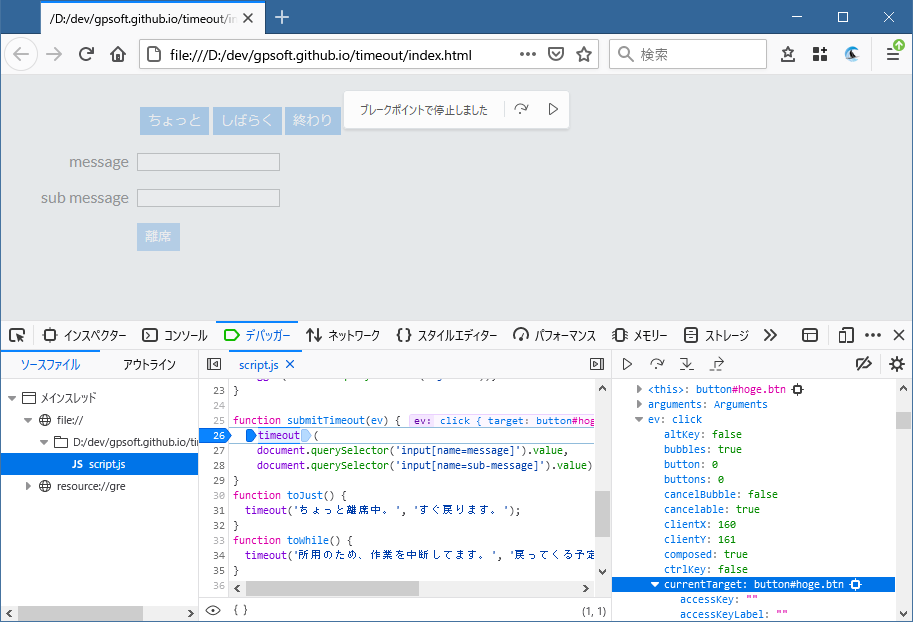 /D:/dev/gpsoft.github.io/timeout/in
file:///D:/dev/gpsoft.github.io/timeout/index.html
検索
ちょっと しばらく 終わり
ブレークポイントで停止しました
message
sub message
離席
インスペクター コンソール デバッガー ネットワーク スタイルエディター パフォーマンス メモリー ストレージ
ソースファイル アウトライン
script.js
メインスレッド
file://
D:/dev/gpsoft.github.io/ti
JS script.js
resource://gre
23 }
24
25 function submitTimeout(ev) { ev: click { target: button#hog
26 timeout (
27 document.querySelector('input[name=message]').value,
28 document.querySelector('input[name=sub-message]').value)
29 }
30 function toJust() {
31 timeout('ちょっと離席中。', 'すぐ戻ります。');
32 }
33 function toWhile() {
34 timeout('所用のため、作業を中断してます。', '戻ってくる予定
35 }
36
{ }
(1, 1)
<this>: button#hoge.btn
arguments: Arguments
ev: click
altKey: false
bubbles: true
button: 0
buttons: 0
cancelBubble: false
cancelable: true
clientX: 160
clientY: 161
composed: true
ctrlKey: false
currentTarget: button#hoge.btn
accessKey: ""
accessKeyLabel: ""